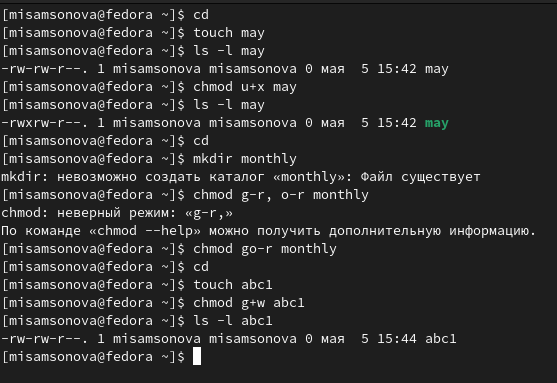 [misamsonova@fedora ~]$ cd
[misamsonova@fedora ~]$ touch may
[misamsonova@fedora ~]$ ls -l may
-rw-rw-r--. 1 misamsonova misamsonova 0 мая  5 15:42 may
[misamsonova@fedora ~]$ chmod u+x may
[misamsonova@fedora ~]$ ls -l may
-rwxrw-r--. 1 misamsonova misamsonova 0 мая  5 15:42 may
[misamsonova@fedora ~]$ cd
[misamsonova@fedora ~]$ mkdir monthly
mkdir: невозможно создать каталог «monthly»: Файл существует
[misamsonova@fedora ~]$ chmod g-r, o-r monthly
chmod: неверный режим: «g-r,»
По команде «chmod --help» можно получить дополнительную информацию.
[misamsonova@fedora ~]$ chmod go-r monthly
[misamsonova@fedora ~]$ cd
[misamsonova@fedora ~]$ touch abc1
[misamsonova@fedora ~]$ chmod g+w abc1
[misamsonova@fedora ~]$ ls -l abc1
-rw-rw-r--. 1 misamsonova misamsonova 0 мая  5 15:44 abc1
[misamsonova@fedora ~]$